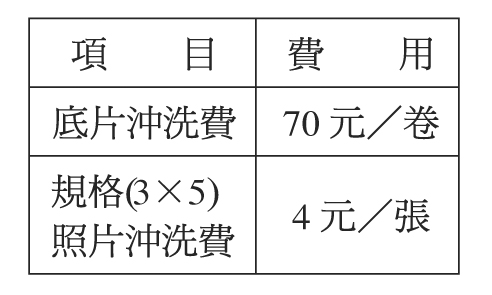 項 目 費 用
底片沖洗費 70 元／卷
規格(3×5)
照片沖洗費
4 元／張